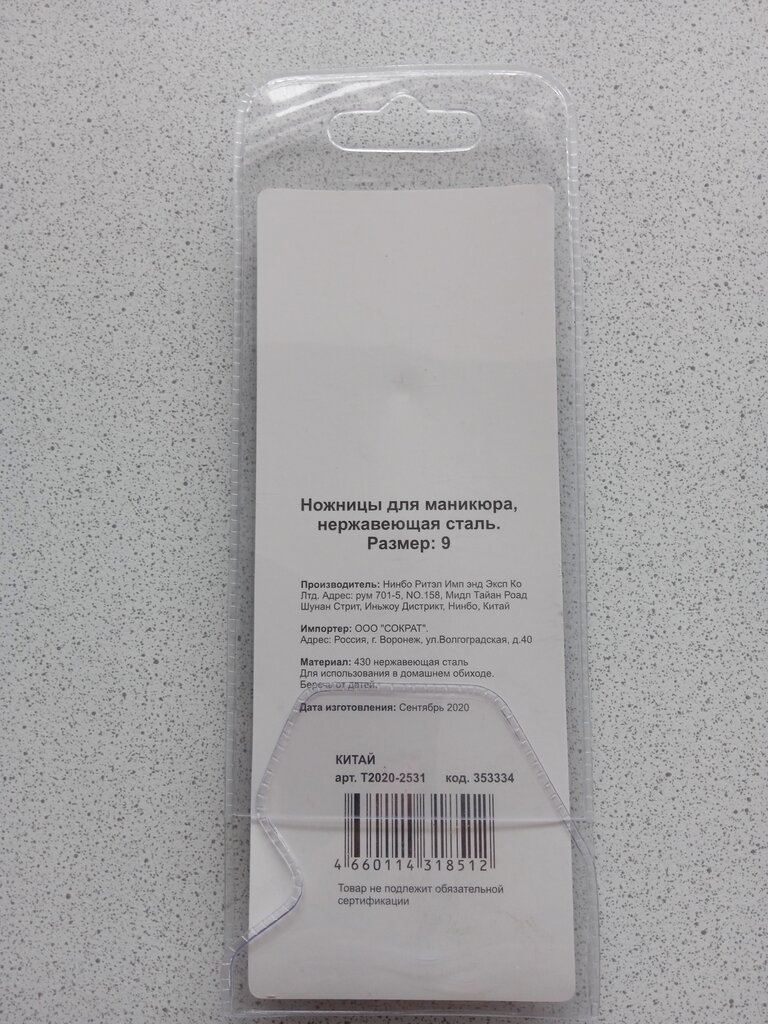 Ножницы для маникюра,
нержавеющая сталь.
Размер: 9
Производитель: Нинбо Ритэл Имп энд Эксп Ко
Лтд. Адрес: рум 701-5, NO.158, Мидл Тайан Роад
Шунан Стрит, Иньжоу Дистрикт, Нинбо, Китай
Импортер: ООО "СОКРАТ".
Адрес: Россия, г. Воронеж, ул.Волгоградская, д.40
Материал: 430 нержавеющая сталь
Для использования в домашнем обиходе.
Беречь от детей.
Дата изготовления: Сентябрь 2020
КИТАЙ
арт. Т2020-2531 код. 353334
4 660114 318512
Товар не подлежит обязательной
сертификации